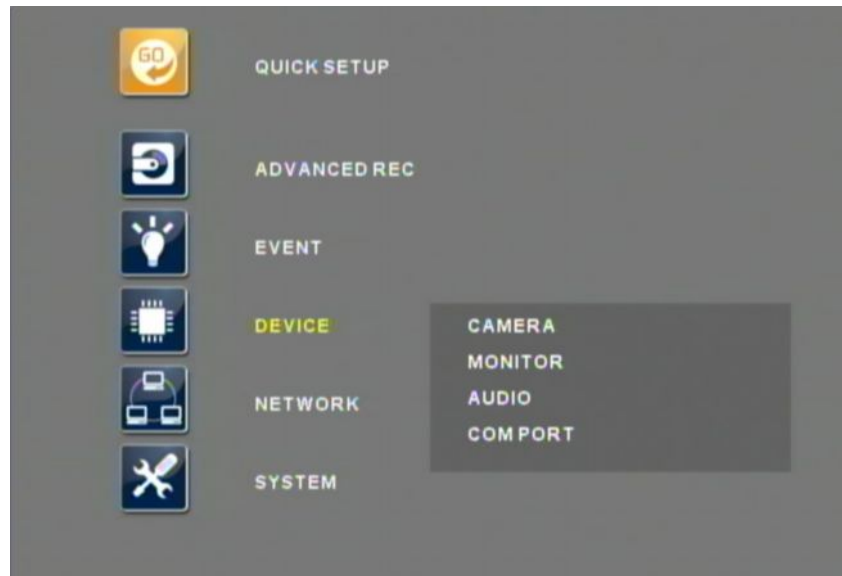 GO
QUICK SETUP
ADVANCED REC
EVENT
DEVICE
CAMERA
MONITOR
AUDIO
COM PORT
NETWORK
SYSTEM